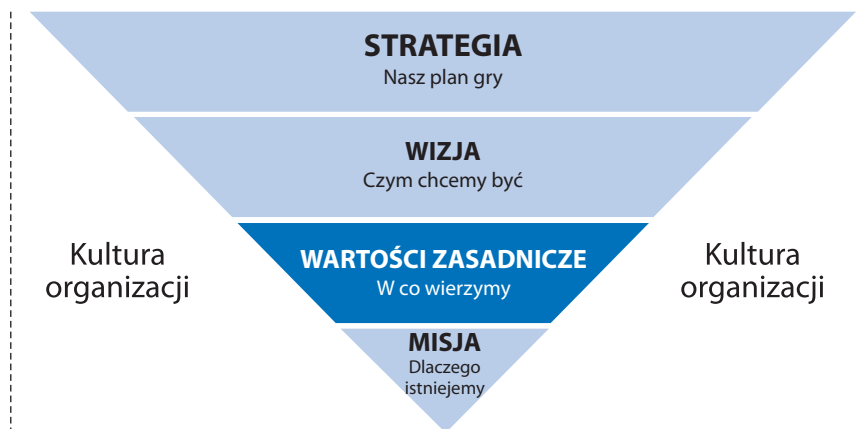 STRATEGIA
Nasz plan gry
WIZJA
Czym chcemy być
Kultura
organizacji
WARTOŚCI ZASADNICZE
W co wierzymy
Kultura
organizacji
MISJA
Dlaczego
istniejemy